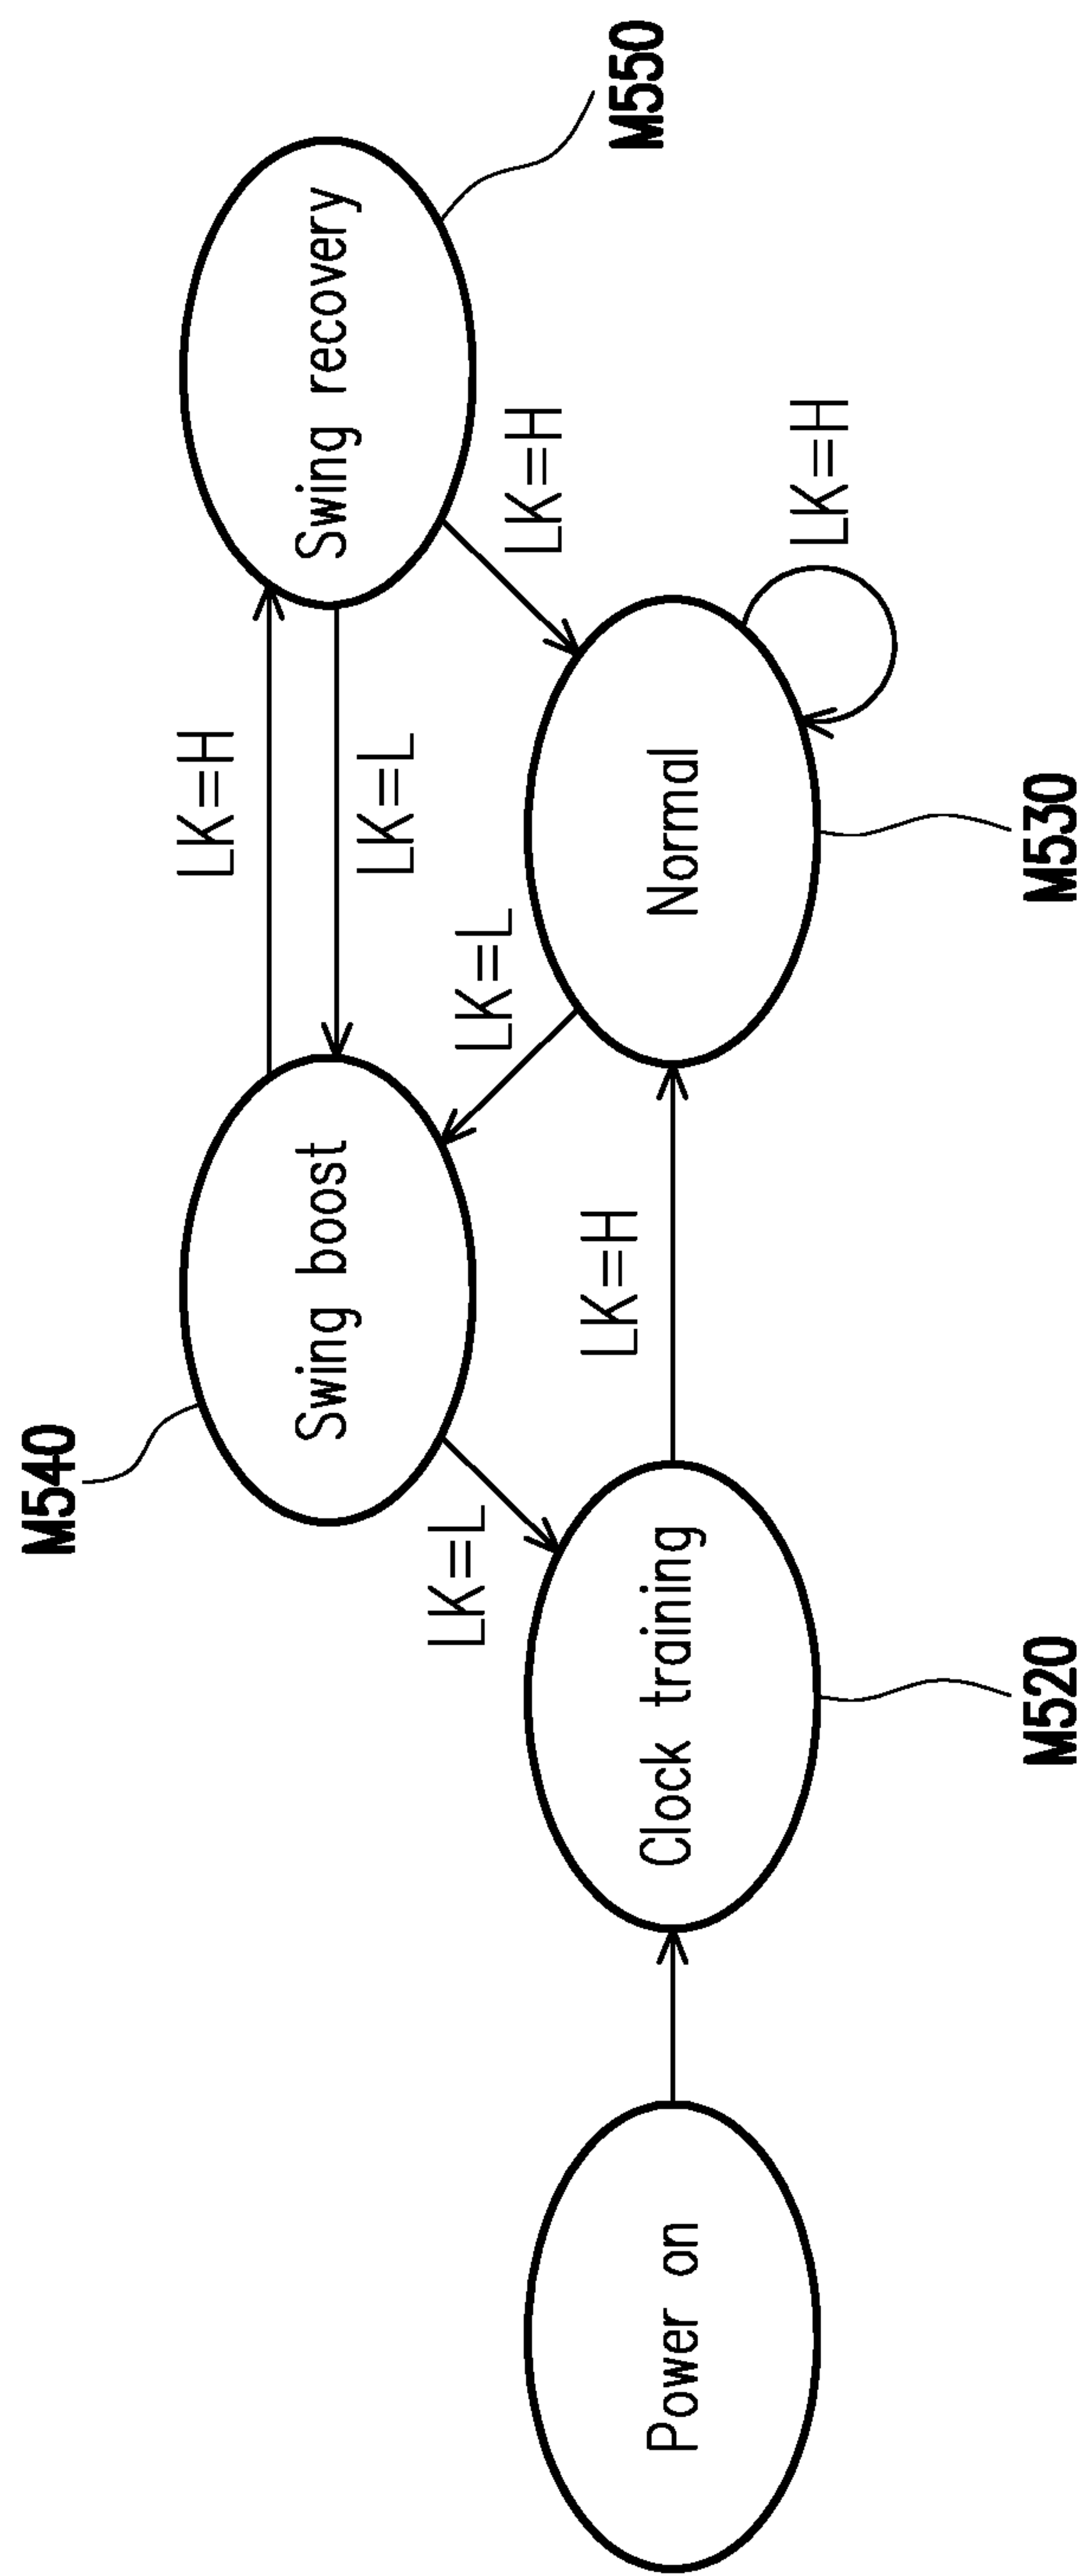 M540
Swing boost
LK=H
LK=L
Swing recovery
M550
LK=L
LK=L
LK=H
LK=H
Power on
Clock training
Normal
LK=H
M520
M530